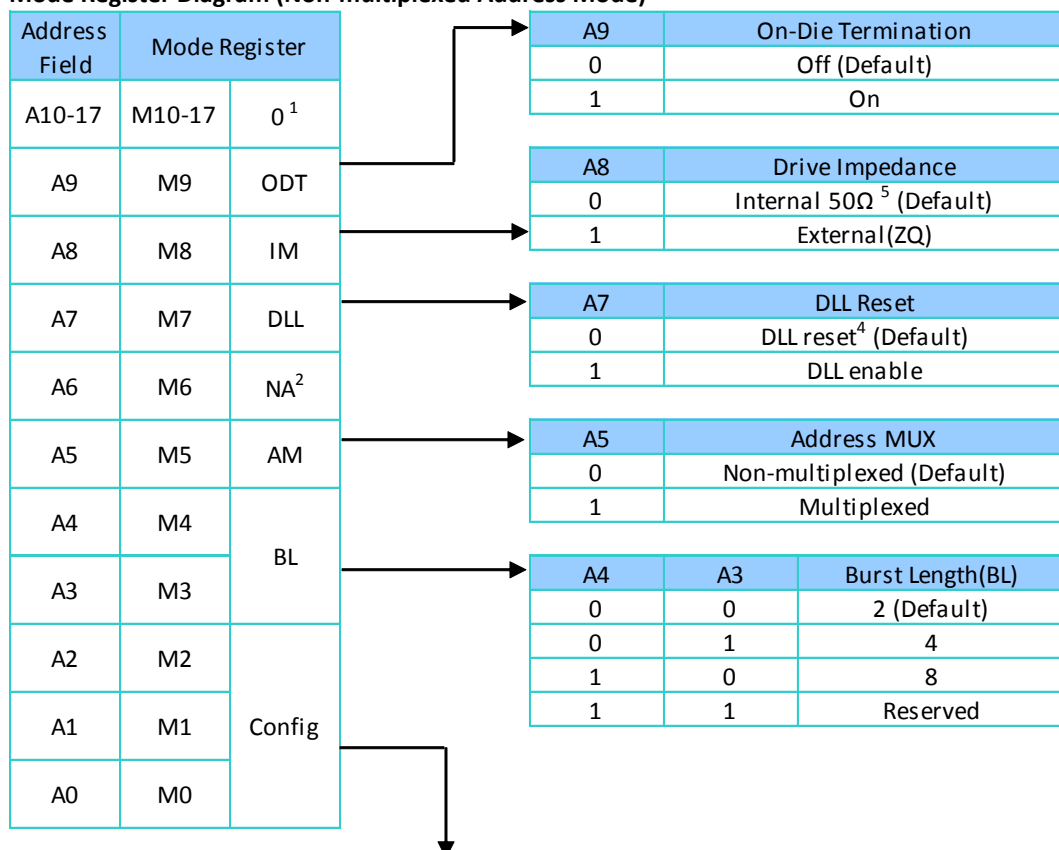 Mode Register Diagram (Non-multiplexed Address Mode)
Address Field Mode Register
A10-17 M10-17 0 1
A9 M9 ODT
A8 M8 IM
A7 M7 DLL
A6 M6 NA2
A5 M5 AM
A4 M4
BL
A3 M3
A2 M2
A1 M1 Config
A0 M0
A9 On-Die Termination
0 Off (Default)
1 On
A8 Drive Impedance
0 Internal 50Ω 5 (Default)
1 External(ZQ)
A7 DLL Reset
0 DLL reset4 (Default)
1 DLL enable
A5 Address MUX
0 Non-multiplexed (Default)
1 Multiplexed
A4 A3 Burst Length(BL)
0 0 2 (Default)
0 1 4
1 0 8
1 1 Reserved